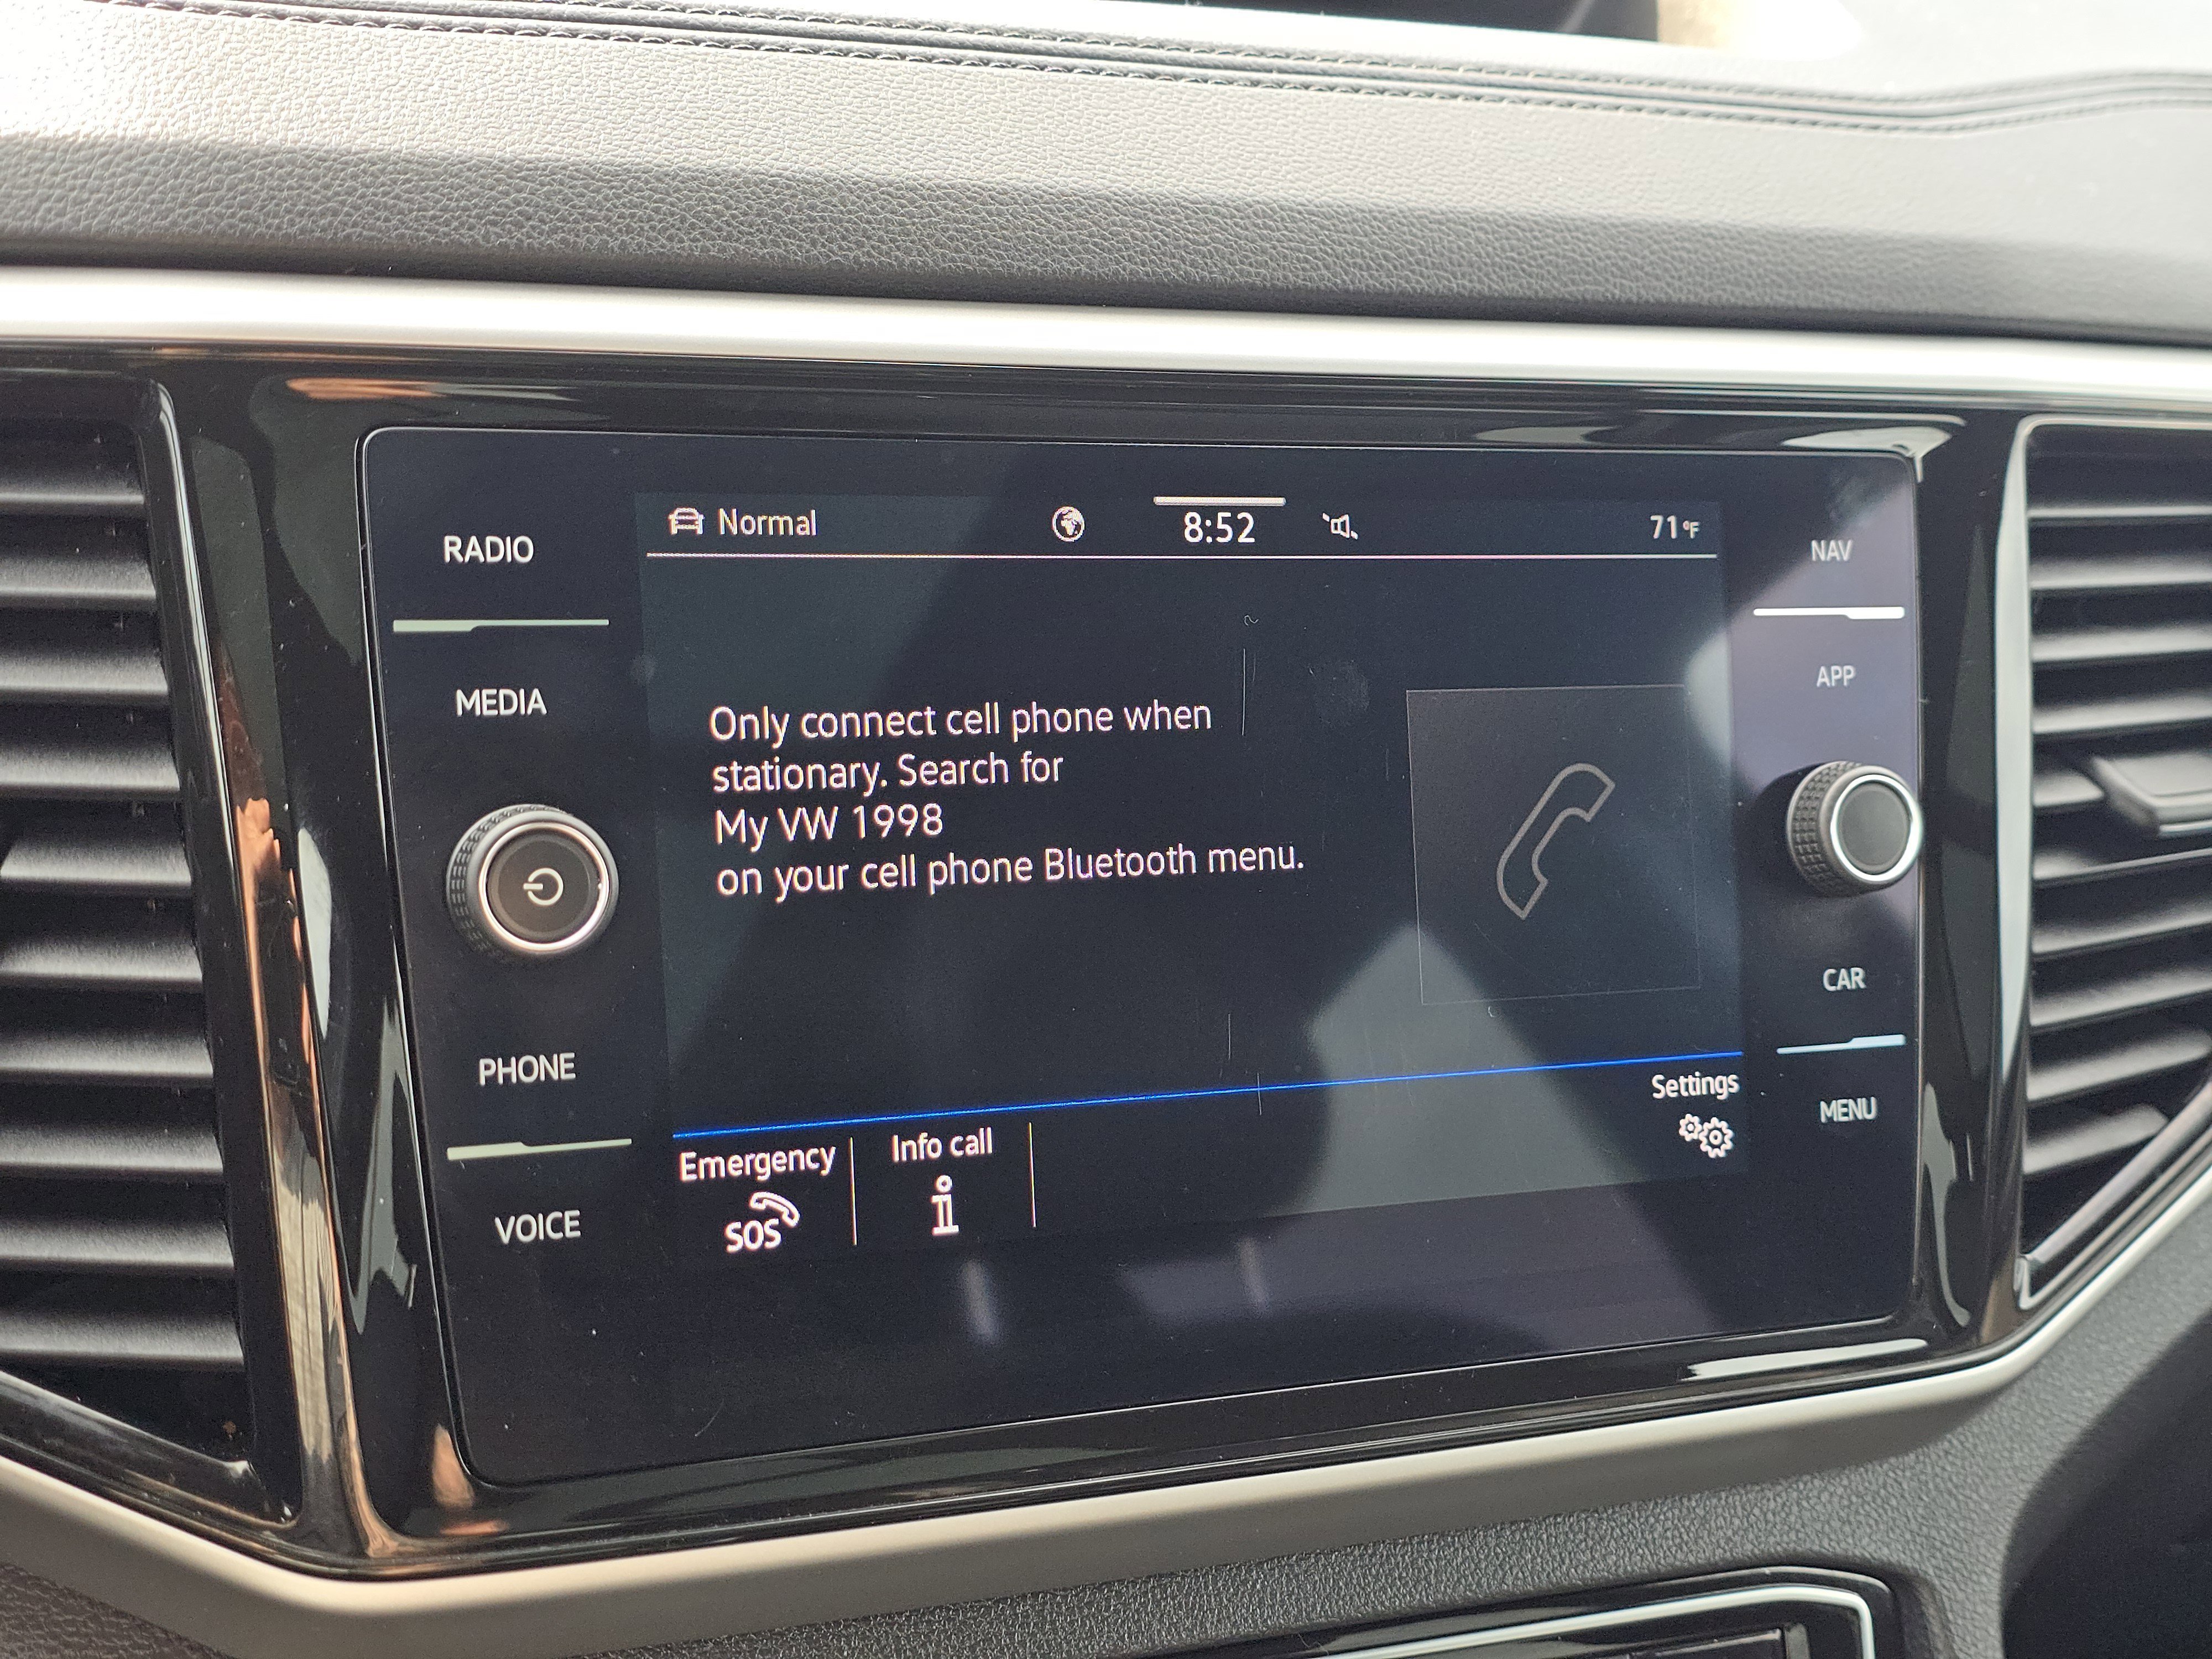 RADIO
MEDIA
PHONE
VOICE
Normal
8:52
71°F
Only connect cell phone when
stationary. Search for
My VW 1998
on your cell phone Bluetooth menu.
Settings
Emergency
SOS
Info call
i
NAV
APP
CAR
MENU